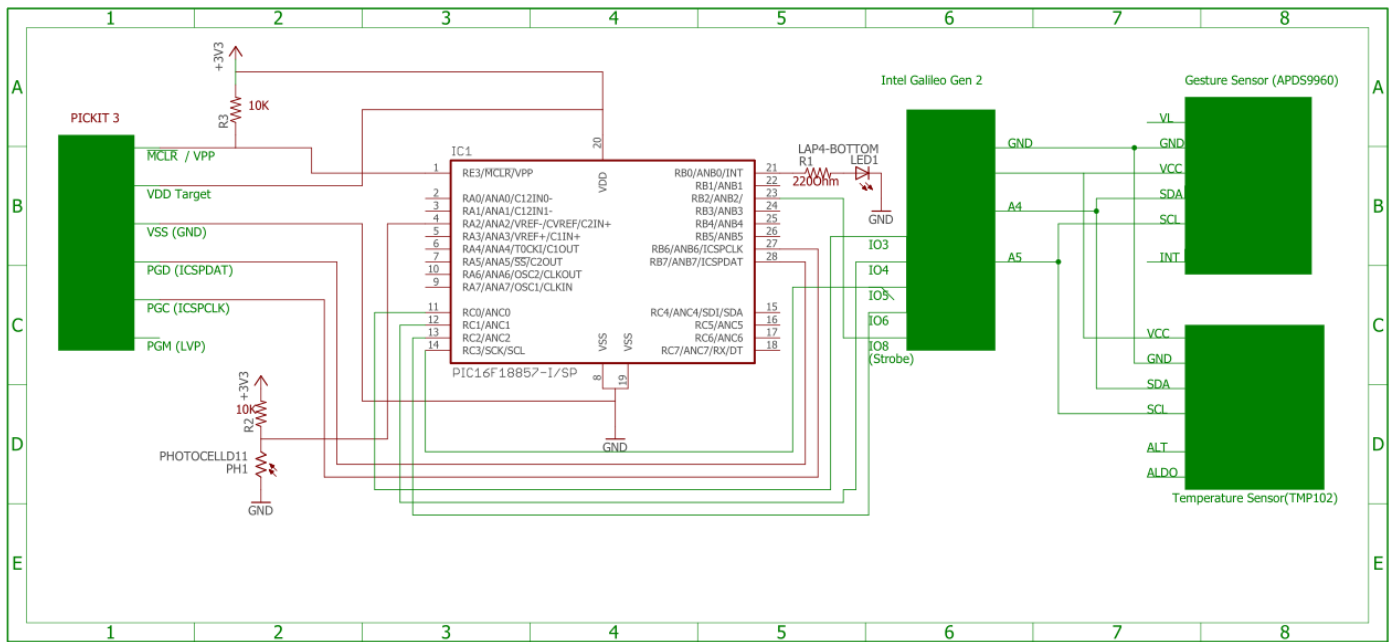 1 2 3 4 5 6 7 8
A
B
C
D
E
A
B
C
D
E
1 2 3 4 5 6 7 8
PICKIT 3
MCLR / VPP
VDD Target
VSS (GND)
PGD (ICSPDAT)
PGC (ICSPCLK)
PGM (LVP)
+3V3
10K
R3
+3V3
10K
R2
PHOTOCELLD11
PH1
GND
IC1
20
VDD
1 RE3/MCLR/VPP
2 RA0/ANA0/C12IN0-
3 RA1/ANA1/C12IN1-
4 RA2/ANA2/VREF-/CVREF/C2IN+
5 RA3/ANA3/VREF+/C1IN+
6 RA4/ANA4/T0CKI/C1OUT
7 RA5/ANA5/SS/C2OUT
10 RA6/ANA6/OSC2/CLKOUT
9 RA7/ANA7/OSC1/CLKIN
11 RC0/ANC0
12 RC1/ANC1
13 RC2/ANC2
14 RC3/SCK/SCL
RB0/ANB0/INT 21
RB1/ANB1 22
RB2/ANB2/ 23
RB3/ANB3 24
RB4/ANB4 25
RB5/ANB5 26
RB6/ANB6/ICSPCLK 27
RB7/ANB7/ICSPDAT 28
RC4/ANC4/SDI/SDA 15
RC5/ANC5 16
RC6/ANC6 17
RC7/ANC7/RX/DT 18
VSS VSS
8 19
PIC16F18857-I/SP
GND
LAP4-BOTTOM
R1 LED1
220Ohm
GND
Intel Galileo Gen 2
GND
A4
A5
IO3
IO4
IO5
IO6
IO8
(Strobe)
Gesture Sensor (APDS9960)
VL
GND
VCC
SDA
SCL
INT
VCC
GND
SDA
SCL
ALT
ALDO
Temperature Sensor(TMP102)